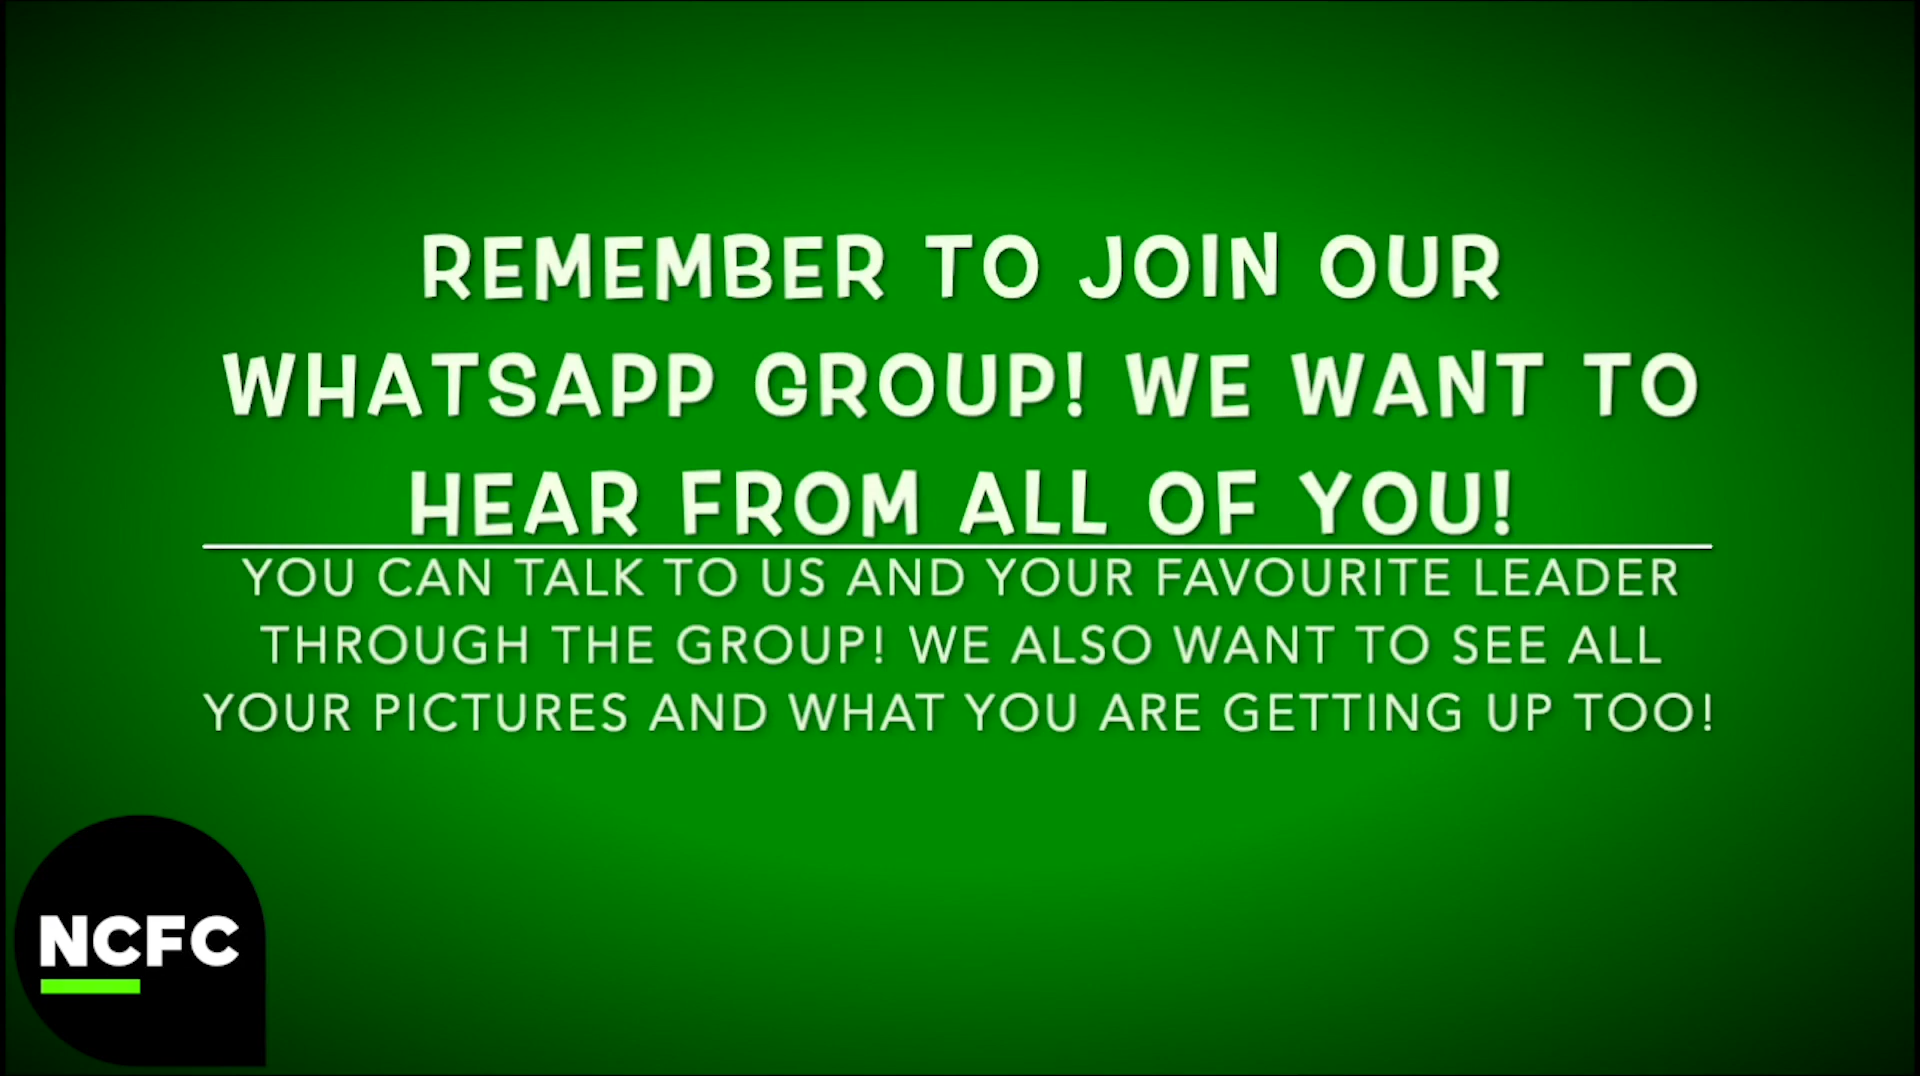 REMEMBER TO JOIN OUR
WHATSAPP GROUP! WE WANT TO
HEAR FROM ALL OF YOU!
YOU CAN TALK TO US AND YOUR FAVOURITE LEADER
THROUGH THE GROUP! WE ALSO WANT TO SEE ALL
YOUR PICTURES AND WHAT YOU ARE GETTING UP TOO!
NCFC